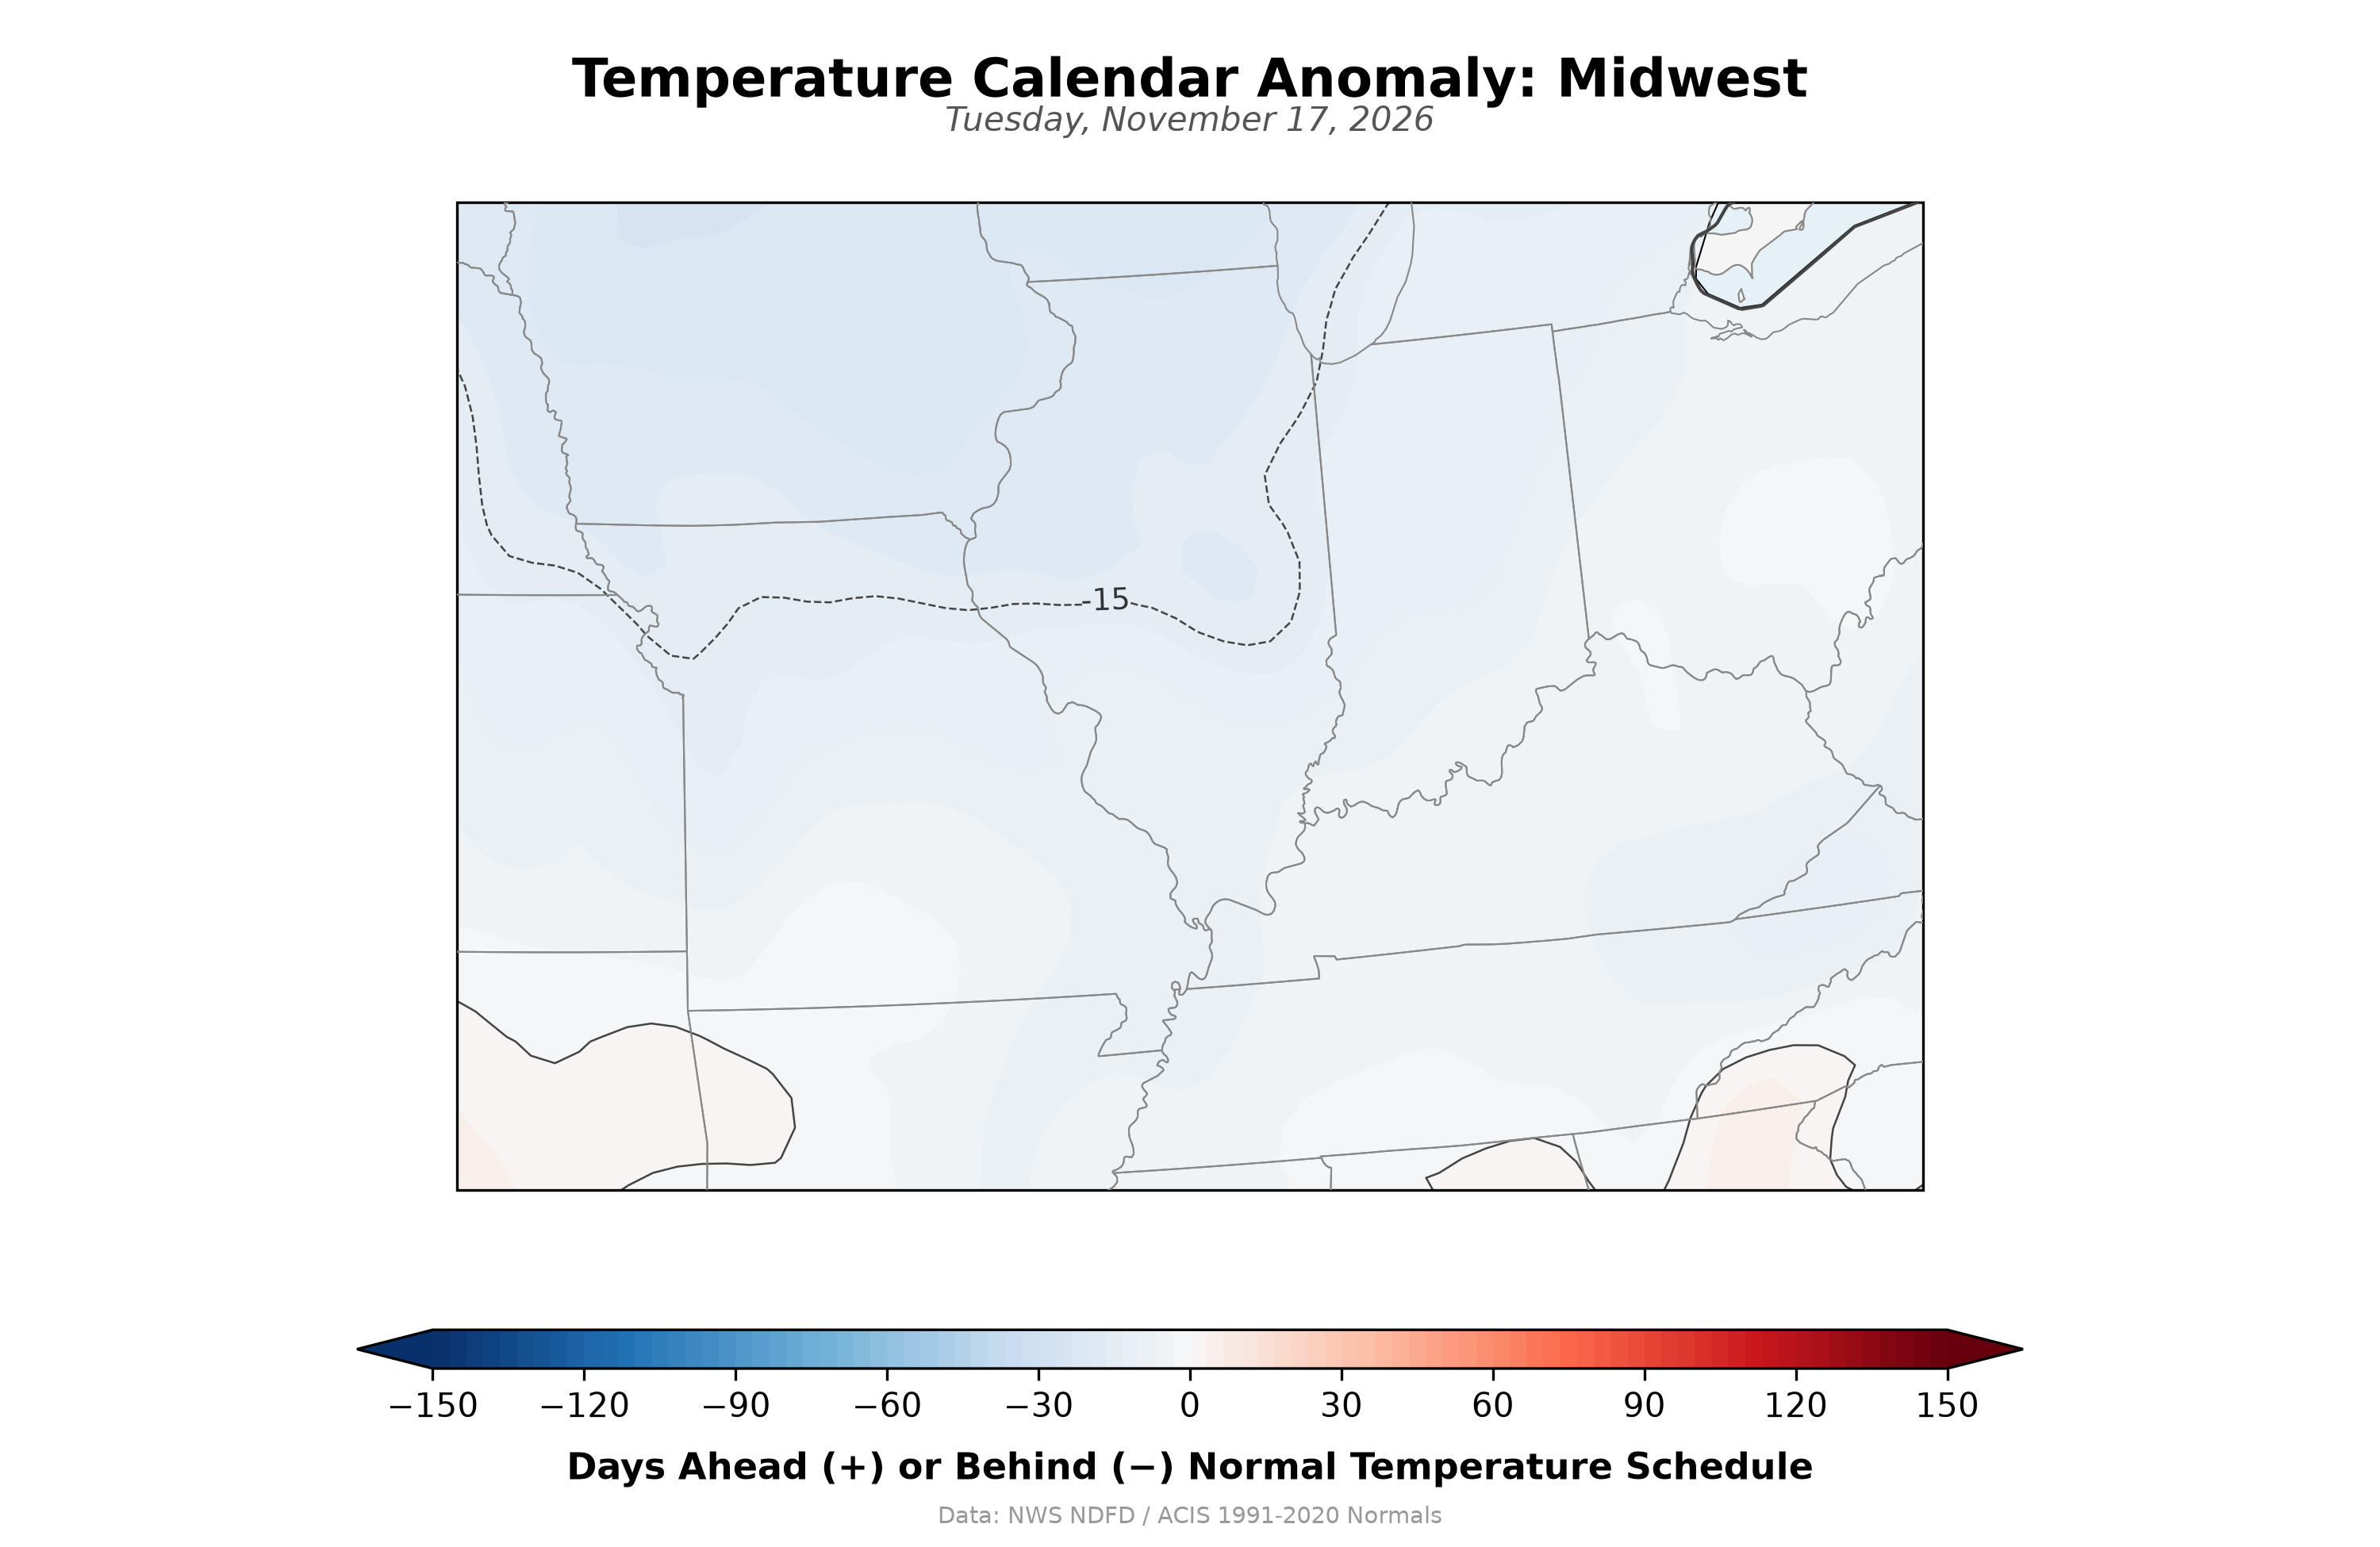 Temperature Calendar Anomaly: Midwest
Tuesday, November 17, 2026
-15
−150 −120 −90 −60 −30 0 30 60 90 120 150
Days Ahead (+) or Behind (−) Normal Temperature Schedule
Data: NWS NDFD / ACIS 1991-2020 Normals